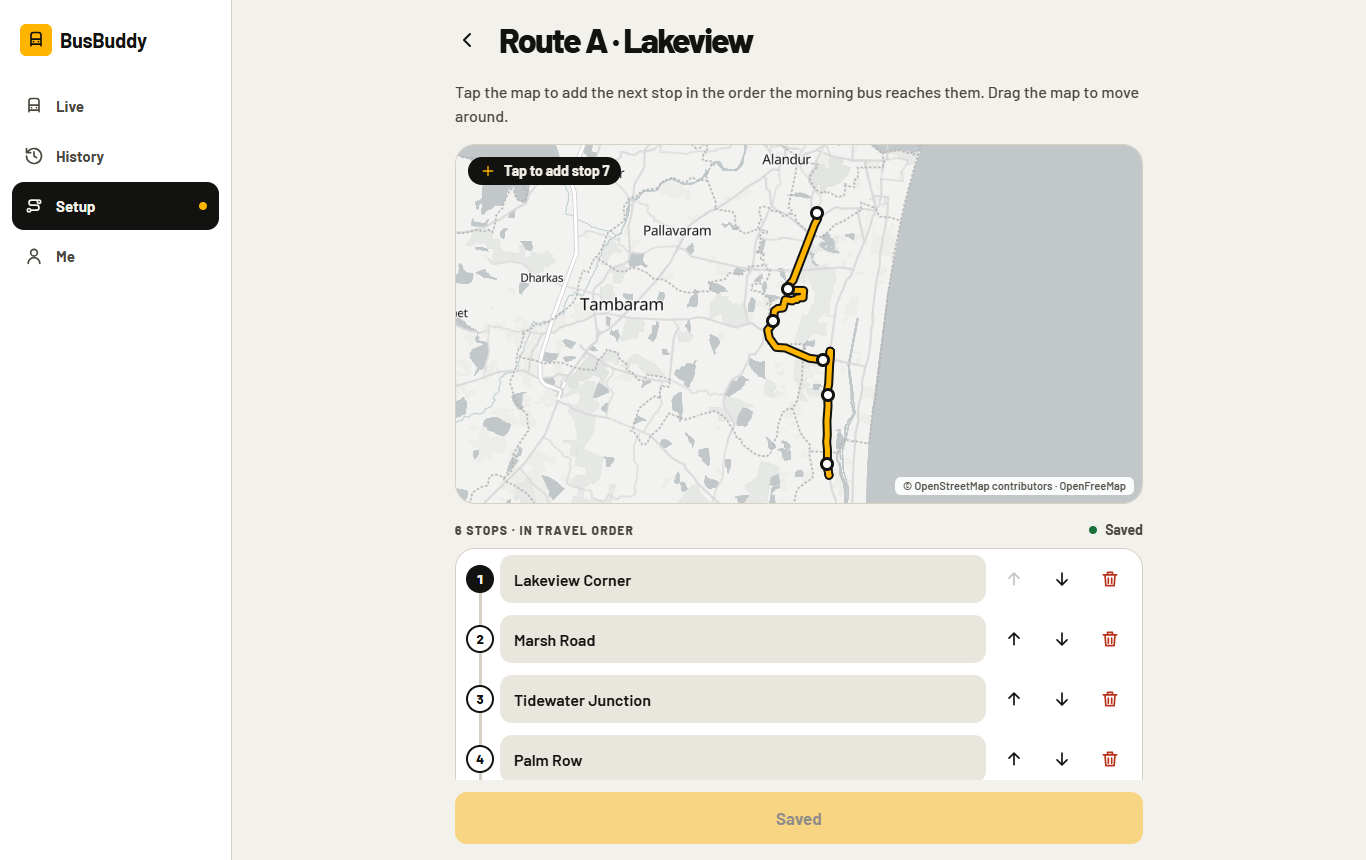 BusBuddy
Live
History
Setup
Me
Route A · Lakeview
Tap the map to add the next stop in the order the morning bus reaches them. Drag the map to move
around.
Tap to add stop 7
Alandur
Pallavaram
Dharkas
Tambaram
© OpenStreetMap contributors · OpenFreeMap
6 STOPS · IN TRAVEL ORDER
Saved
1 Lakeview Corner
2 Marsh Road
3 Tidewater Junction
4 Palm Row
Saved